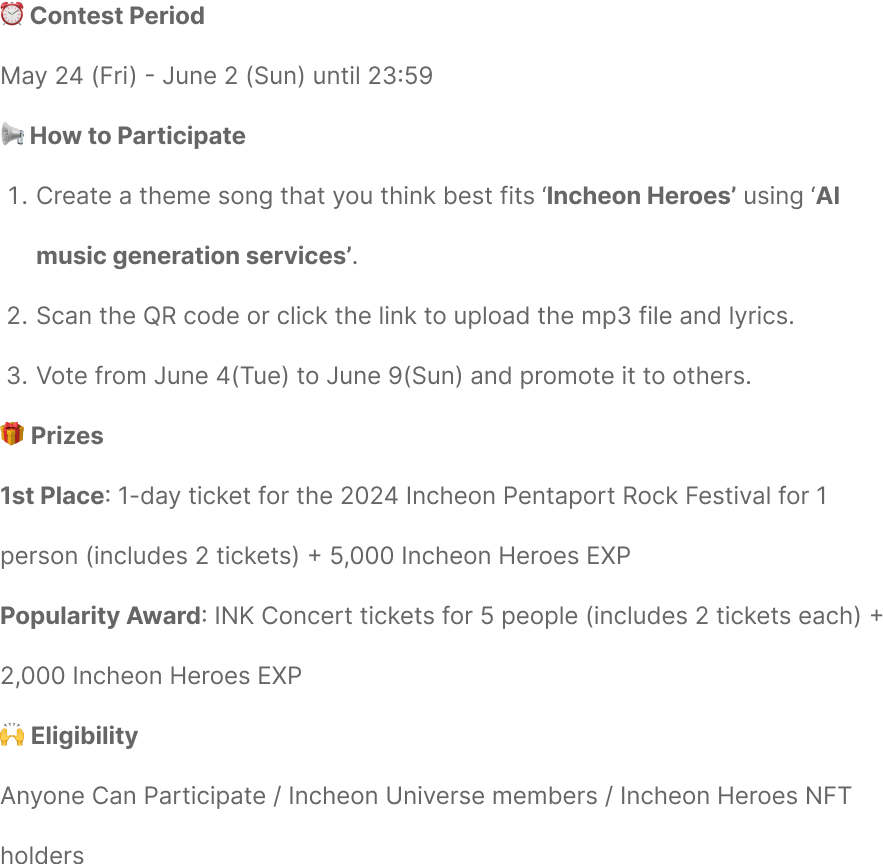 ⏰ Contest Period
May 24 (Fri) - June 2 (Sun) until 23:59
📢 How to Participate
1. Create a theme song that you think best fits ‘Incheon Heroes’ using ‘AI
music generation services’.
2. Scan the QR code or click the link to upload the mp3 file and lyrics.
3. Vote from June 4(Tue) to June 9(Sun) and promote it to others.
🎁 Prizes
1st Place: 1-day ticket for the 2024 Incheon Pentaport Rock Festival for 1
person (includes 2 tickets) + 5,000 Incheon Heroes EXP
Popularity Award: INK Concert tickets for 5 people (includes 2 tickets each) +
2,000 Incheon Heroes EXP
🙌 Eligibility
Anyone Can Participate / Incheon Universe members / Incheon Heroes NFT
holders